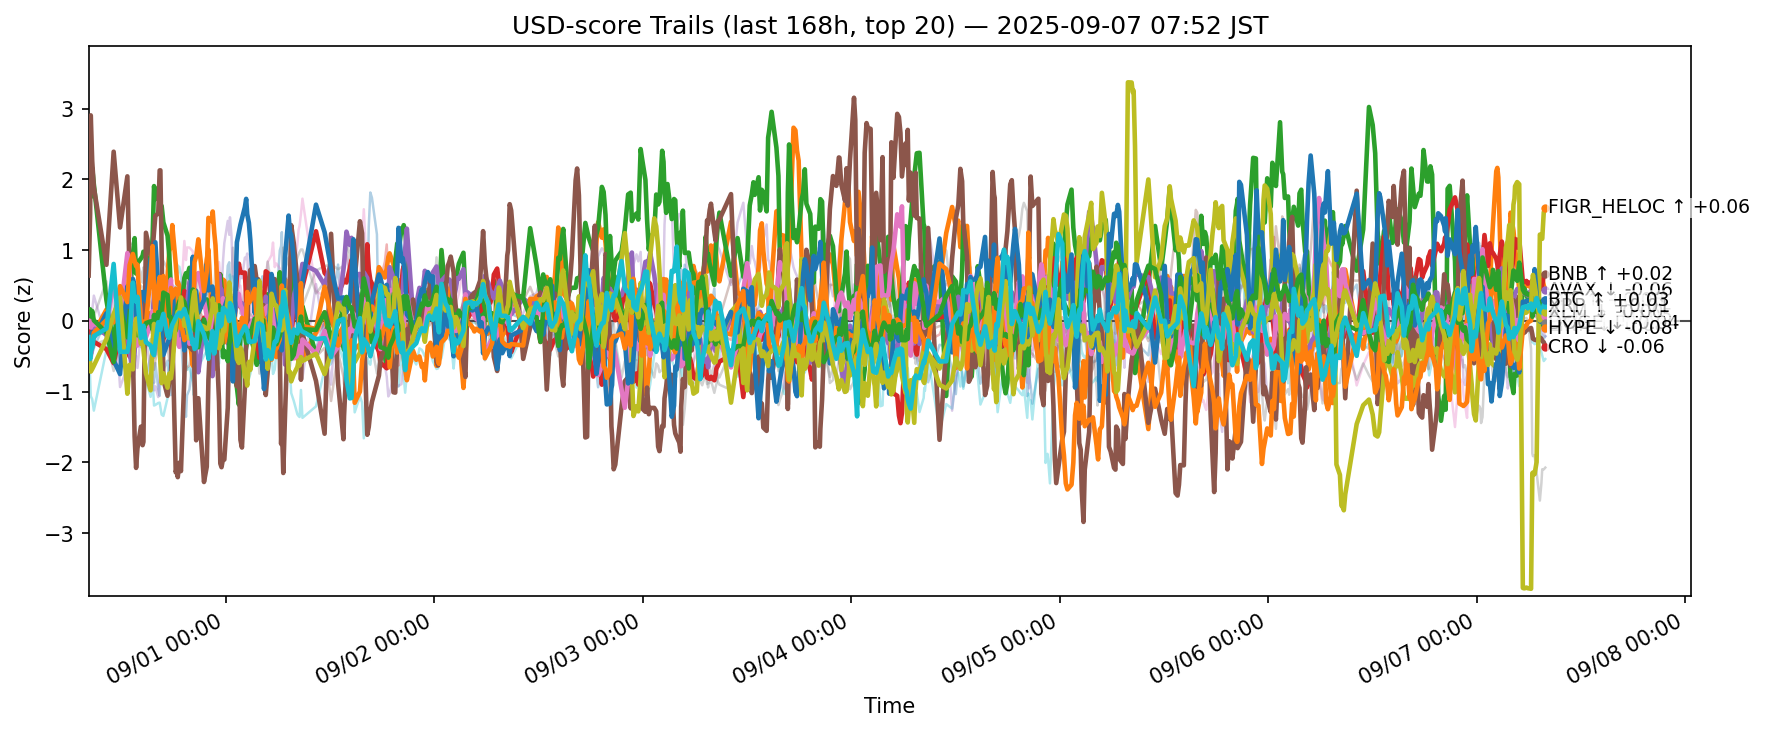 USD-score Trails (last 168h, top 20) — 2025-09-07 07:52 JST
Score (z)
3
2
1
0
−1
−2
−3
FIGR_HELOC ↑ +0.06
BNB ↑ +0.02
AVAX ↓ -0.06
BTC ↑ +0.03
HYPE ↓ -0.08
CRO ↓ -0.06
09/01 00:00
09/02 00:00
09/03 00:00
09/04 00:00
09/05 00:00
09/06 00:00
09/07 00:00
09/08 00:00
Time